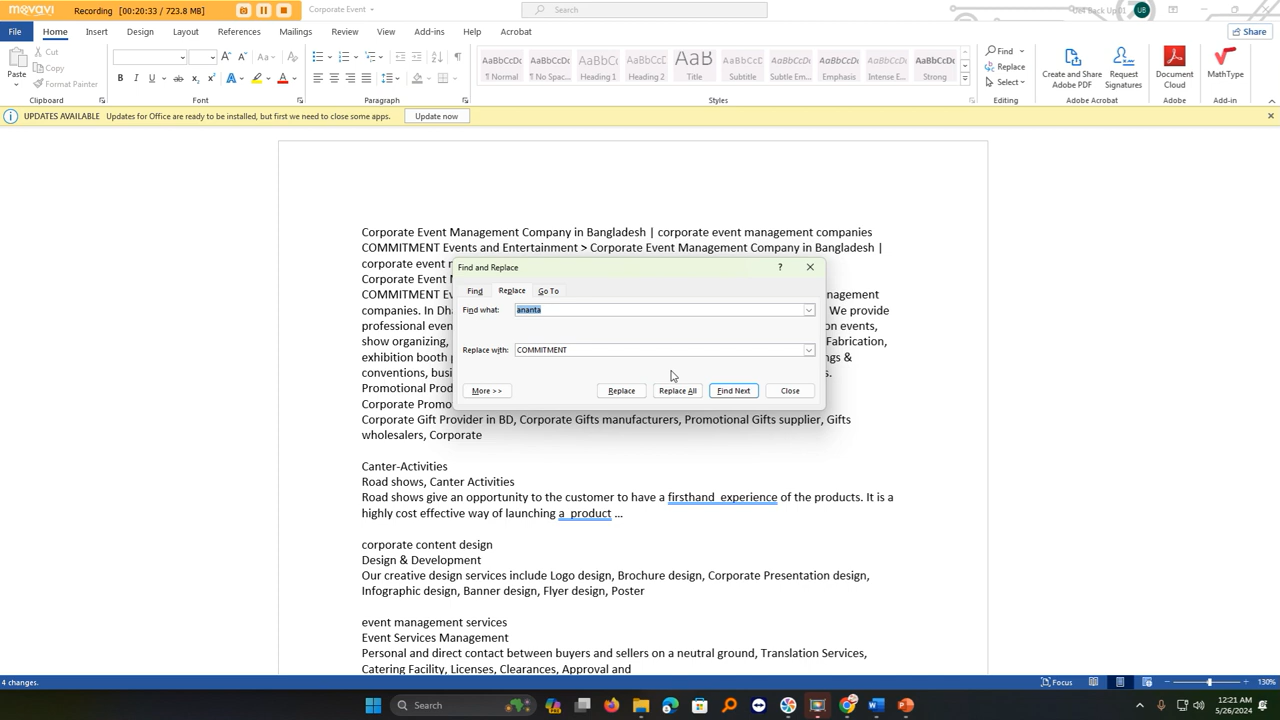 movavi Recording (00:20:33 / 723.8 MB)
Corporate Event
Search
UB
File Home Insert Design Layout References Mailings Review View Add-ins Help Acrobat
Share
Paste
Cut
Copy
Format Painter
Clipboard
Font
Paragraph
AaBbCcDc AaBbCcDc AaBbCc AaBbCc AaB AaBbCcD
Normal No Spac... Heading 1 Heading 2 Title Subtitle Subtle Em... Emphasis Intense E... Strong
Styles
Find
Replace
Select
Editing
Create and Share Adobe PDF
Request Signatures
Adobe Acrobat
Document Cloud
Adobe
MathType
Add-in
UPDATES AVAILABLE Updates for Office are ready to be installed, but first we need to close some apps. Update now
Corporate Event Management Company in Bangladesh | corporate event management companies
COMMITMENT Events and Entertainment > Corporate Event Management Company in Bangladesh |
corporate event
Find and Replace
Find Replace Go To
Find what: ananta
Replace with: COMMITMENT
More >> Replace Replace All Find Next Close
Corporate Event
COMMITMENT
companies. In We provide
professional
show organizing, Fabrication,
exhibition booth
conventions,
Promotional
Corporate
Corporate Gift Provider in BD, Corporate Gifts manufacturers, Promotional Gifts supplier, Gifts
wholesalers, Corporate
Canter-Activities
Road shows, Canter Activities
Road shows give an opportunity to the customer to have a firsthand experience of the products. It is a
highly cost effective way of launching a product ...
corporate content design
Design & Development
Our creative design services include Logo design, Brochure design, Corporate Presentation design,
Infographic design, Banner design, Flyer design, Poster
event management services
Event Services Management
Personal and direct contact between buyers and sellers on a neutral ground, Translation Services,
Catering Facility, Licenses, Clearances, Approval and
4 changes. Focus 130%
Search
12:21 AM
5/26/2024